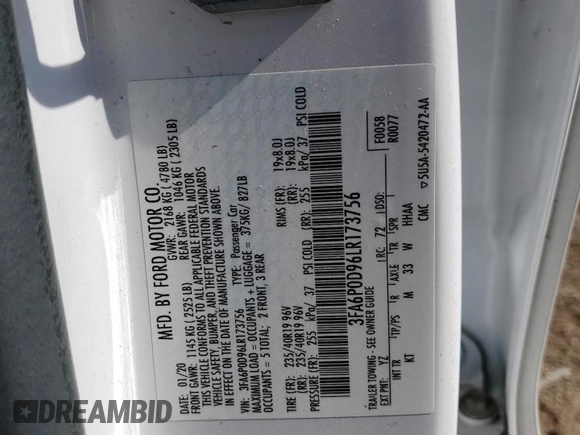 MFD. BY FORD MOTOR CO.
01/20 GVWR: 2168 KG ( 4780 LB)
FRONT GAWR: 1145 KG ( 2525 LB) REAR GAWR: 1046 KG ( 2305 LB)
THIS VEHICLE CONFORMS TO ALL APPLICABLE FEDERAL MOTOR
VEHICLE SAFETY, BUMPER, AND THEFT PREVENTION STANDARDS
IN EFFECT ON THE DATE OF MANUFACTURE SHOWN ABOVE.
VIN: 3FA6P0D96LR173756 TYPE: Passenger Car
MAXIMUM LOAD = OCCUPANTS + LUGGAGE = 375KG/ 827LB
OCCUPANTS = 5 TOTAL: 2 FRONT, 3 REAR
TIRE (FR): 235/40R19 96V RIMS (FR): 19x8.0J
(RR): 235/40R19 96V (RR): 19x8.0J
PRESSURE (FR): 255 kPa/ 37 PSI COLD (RR): 255 kPa/ 37 PSI COLD
3FA6P0D96LR173756
TRAILER TOWING - SEE OWNER GUIDE
F0058
R0077
EXT PNT: YZ RC: 72 DSO:
INT TR TP/PS R AXLE TR SPR
KT M 33 W HHAA
CMC 5U5A-5420472-AA
AUTOBIDMASTER